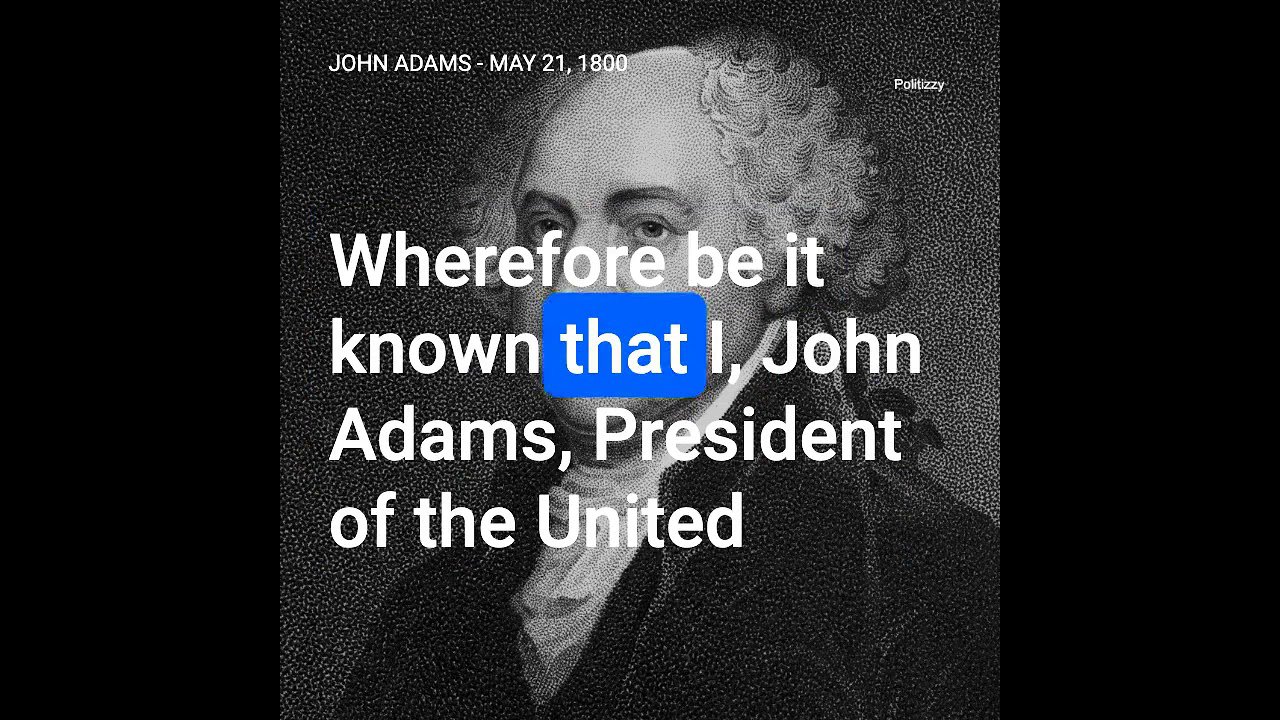 JOHN ADAMS - MAY 21, 1800
Politizzy
Wherefore be it
known that I, John
Adams, President
of the United